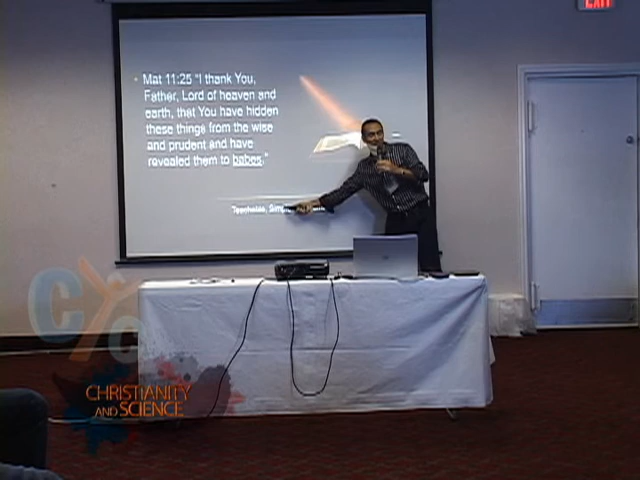 EXIT
Mat 11:25 "I thank You,
Father, Lord of heaven and
earth, that You have hidden
these things from the wise
and prudent and have
revealed them to babes."
CYC
CHRISTIANITY
AND SCIENCE